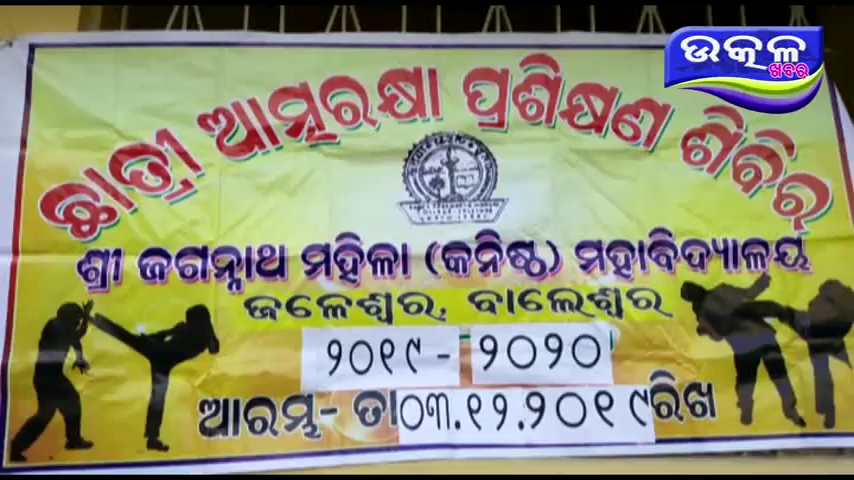 ଉତ୍କଳ
ଖବର
ଛାତ୍ରୀ ଆତ୍ମରକ୍ଷା ପ୍ରଶିକ୍ଷଣ ଶିବିର
ଶ୍ରୀ ଜଗନ୍ନାଥ ମହିଳା (କନିଷ୍ଠ) ମହାବିଦ୍ୟାଳୟ
ଜଳେଶ୍ୱର, ବାଲେଶ୍ୱର
୨୦୧୯ - ୨୦୨୦
ଆରମ୍ଭ- ତା୦୩.୧୨.୨୦୧୯ରିଖ